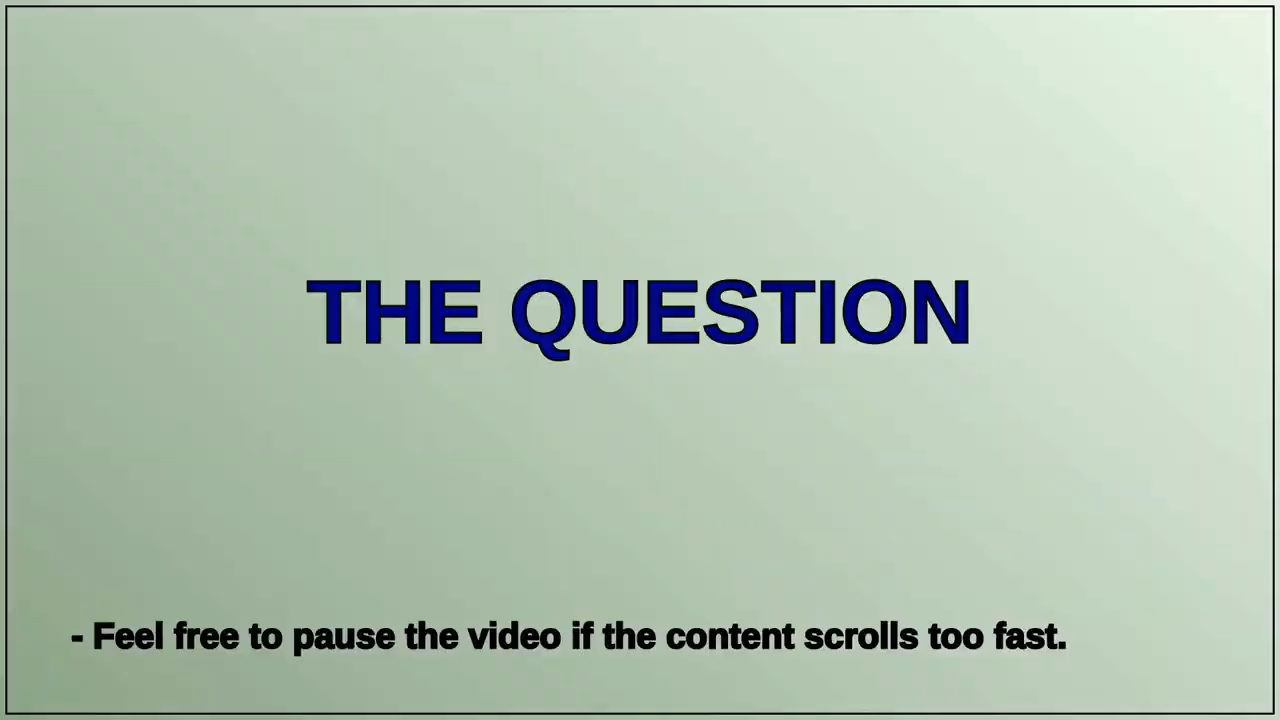 THE QUESTION
- Feel free to pause the video if the content scrolls too fast.